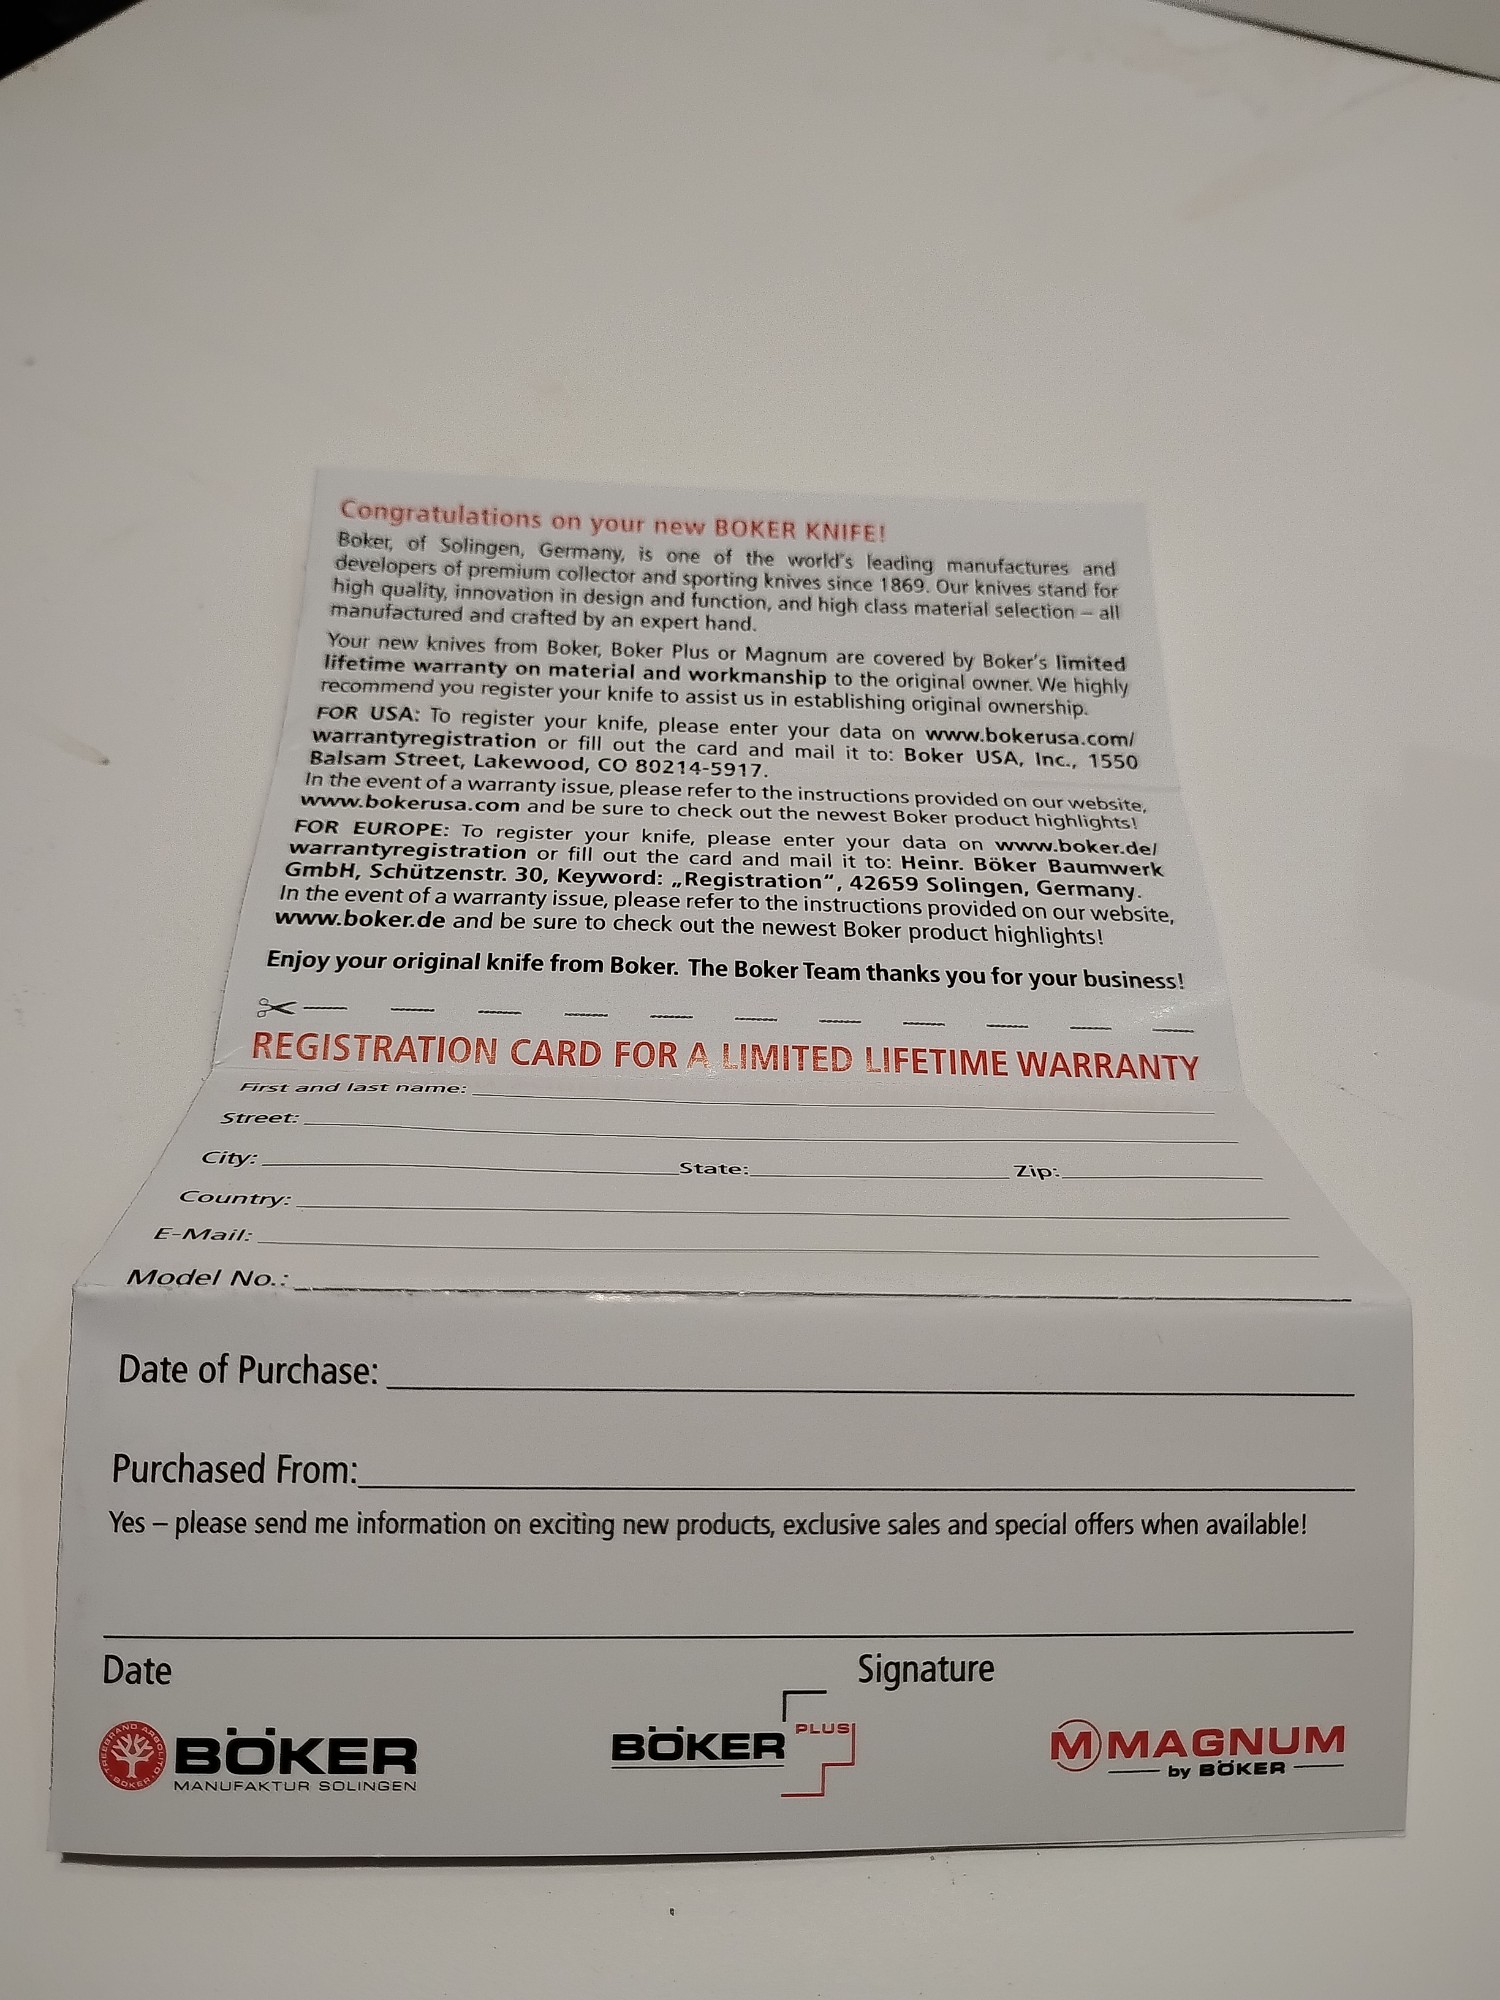 Congratulations on your new BOKER KNIFE!
Boker, of Solingen, Germany, is one of the world's leading manufactures and
developers of premium collector and sporting knives since 1869. Our knives stand for
high quality, innovation in design and function, and high class material selection – all
manufactured and crafted by an expert hand.
Your new knives from Boker, Boker Plus or Magnum are covered by Boker's limited
lifetime warranty on material and workmanship to the original owner. We highly
recommend you register your knife to assist us in establishing original ownership.
FOR USA: To register your knife, please enter your data on www.bokerusa.com/
warrantyregistration or fill out the card and mail it to: Boker USA, Inc., 1550
Balsam Street, Lakewood, CO 80214-5917.
In the event of a warranty issue, please refer to the instructions provided on our website,
www.bokerusa.com and be sure to check out the newest Boker product highlights!
FOR EUROPE: To register your knife, please enter your data on www.boker.de/
warrantyregistration or fill out the card and mail it to: Heinr. Böker Baumwerk
GmbH, Schützenstr. 30, Keyword: „Registration“, 42659 Solingen, Germany.
In the event of a warranty issue, please refer to the instructions provided on our website,
www.boker.de and be sure to check out the newest Boker product highlights!
Enjoy your original knife from Boker. The Boker Team thanks you for your business!
REGISTRATION CARD FOR A LIMITED LIFETIME WARRANTY
First and last name:
Street:
City: State: Zip:
Country:
E-Mail:
Model No.:
Date of Purchase:
Purchased From:
Yes – please send me information on exciting new products, exclusive sales and special offers when available!
Date Signature
TREEBRAND ARBOLITO BOKER
BÖKER
MANUFAKTUR SOLINGEN
BÖKER PLUS
M MAGNUM
by BÖKER